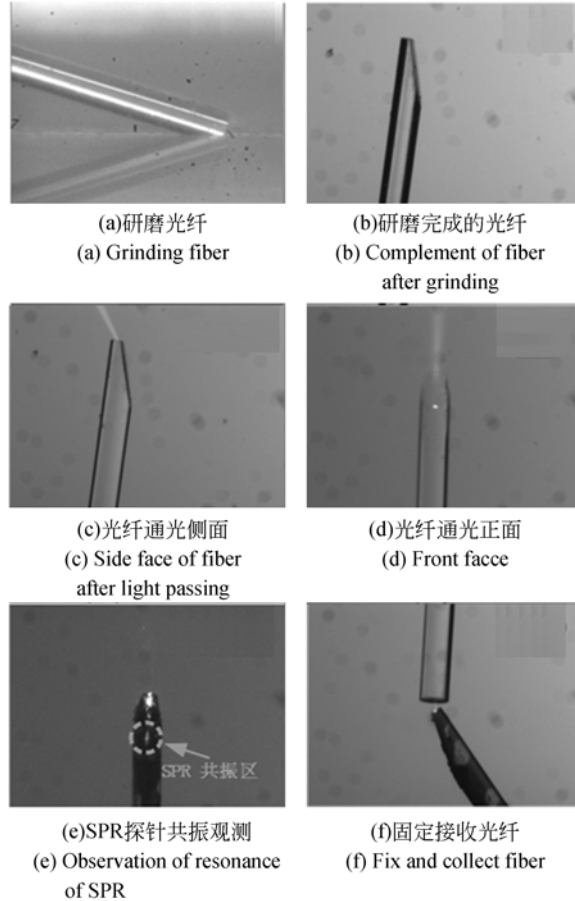 (a)研磨光纤
(a) Grinding fiber
(b)研磨完成的光纤
(b) Complement of fiber
after grinding
(c)光纤通光侧面
(c) Side face of fiber
after light passing
(d)光纤通光正面
(d) Front facce
SPR 共振区
(e)SPR探针共振观测
(e) Observation of resonance
of SPR
(f)固定接收光纤
(f) Fix and collect fiber